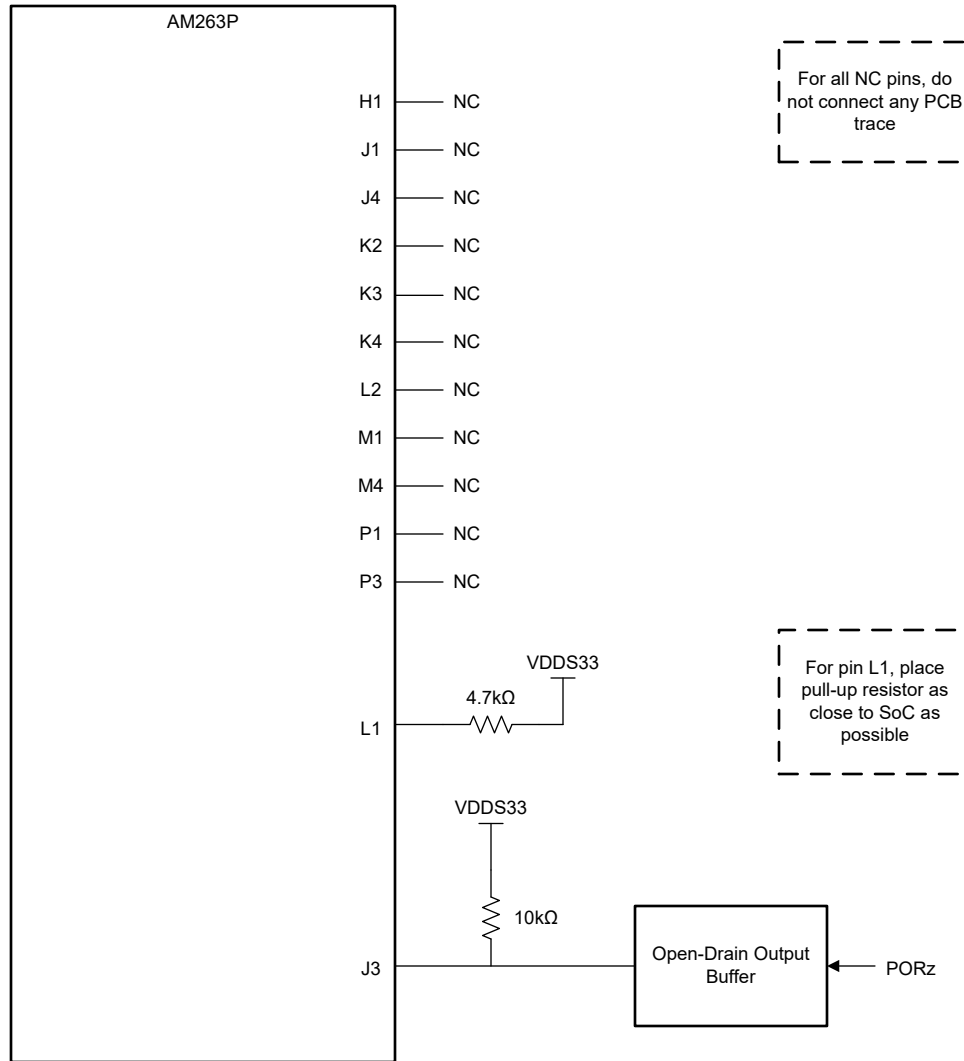 AM263P
For all NC pins, do
not connect any PCB
trace
H1 NC
J1 NC
J4 NC
K2 NC
K3 NC
K4 NC
L2 NC
M1 NC
M4 NC
P1 NC
P3 NC
VDDS33
4.7kΩ
L1
For pin L1, place
pull-up resistor as
close to SoC as
possible
VDDS33
10kΩ
J3
Open-Drain Output
Buffer
PORz